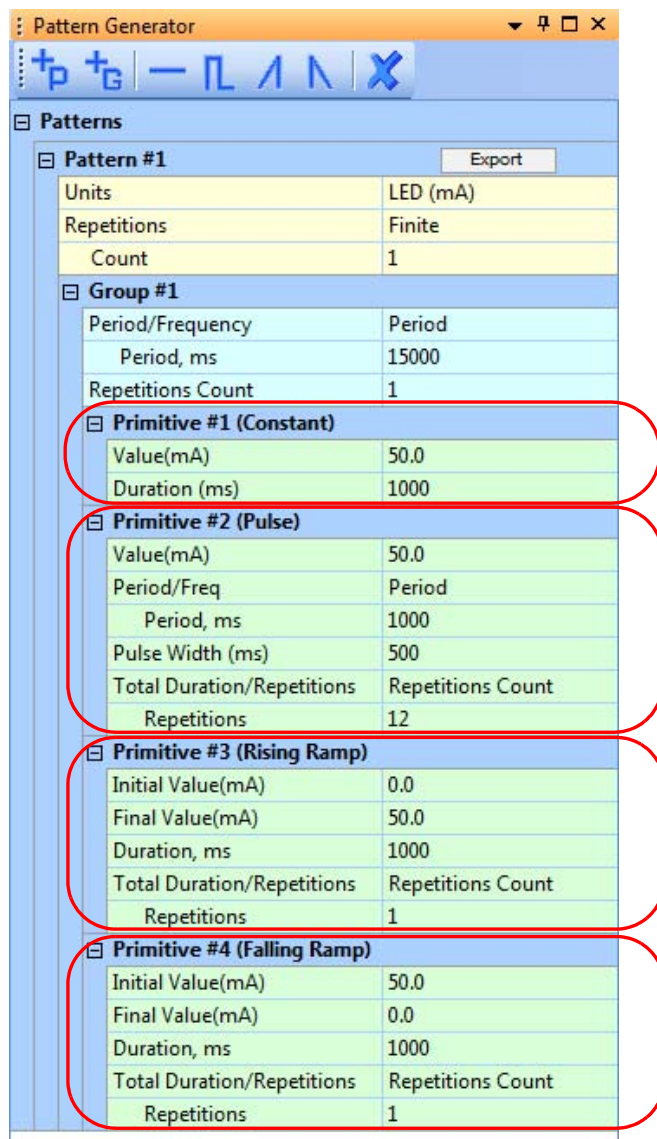 Pattern Generator
+P +G
Patterns
Pattern #1 Export
Units LED (mA)
Repetitions Finite
Count 1
Group #1
Period/Frequency Period
Period, ms 15000
Repetitions Count 1
Primitive #1 (Constant)
Value(mA) 50.0
Duration (ms) 1000
Primitive #2 (Pulse)
Value(mA) 50.0
Period/Freq Period
Period, ms 1000
Pulse Width (ms) 500
Total Duration/Repetitions Repetitions Count
Repetitions 12
Primitive #3 (Rising Ramp)
Initial Value(mA) 0.0
Final Value(mA) 50.0
Duration, ms 1000
Total Duration/Repetitions Repetitions Count
Repetitions 1
Primitive #4 (Falling Ramp)
Initial Value(mA) 50.0
Final Value(mA) 0.0
Duration, ms 1000
Total Duration/Repetitions Repetitions Count
Repetitions 1